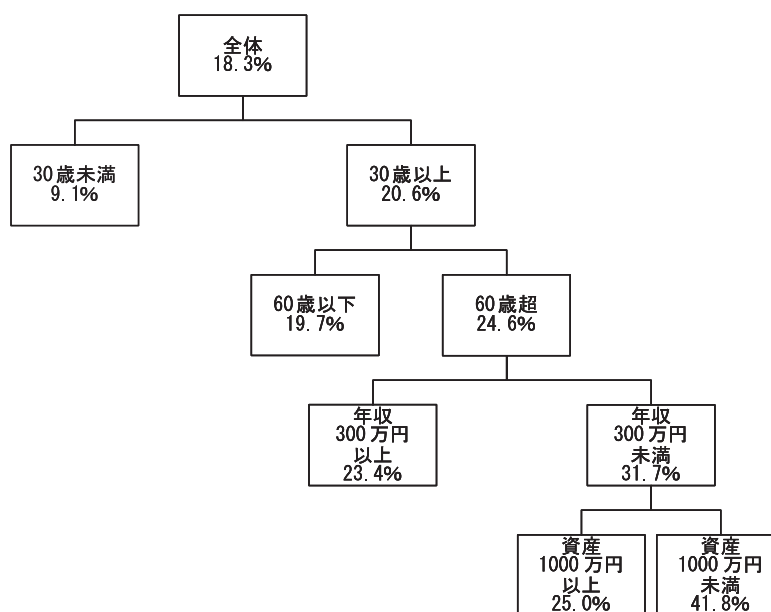 全体
18.3%
30歳未満
9.1%
30歳以上
20.6%
60歳以下
19.7%
60歳超
24.6%
年収
300万円
以上
23.4%
年収
300万円
未満
31.7%
資産
1000万円
以上
25.0%
資産
1000万円
未満
41.8%